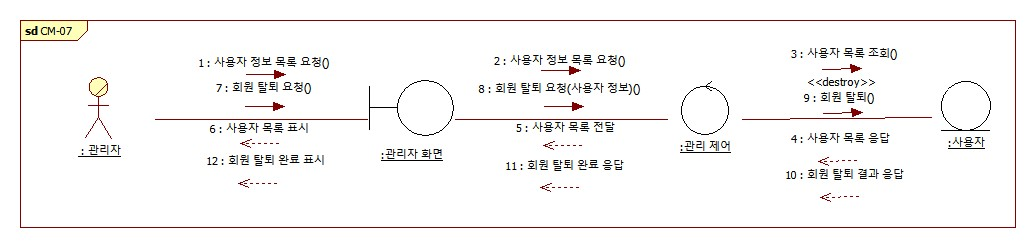 sd CM-07
1 : 사용자 정보 목록 요청()
7 : 회원 탈퇴 요청()
6 : 사용자 목록 표시
12 : 회원 탈퇴 완료 표시
: 관리자
:관리자 화면
2 : 사용자 정보 목록 요청()
8 : 회원 탈퇴 요청(사용자 정보)()
5 : 사용자 목록 전달
11 : 회원 탈퇴 완료 응답
:관리 제어
3 : 사용자 목록 조회()
<<destroy>>
9 : 회원 탈퇴()
4 : 사용자 목록 응답
10 : 회원 탈퇴 결과 응답
:사용자